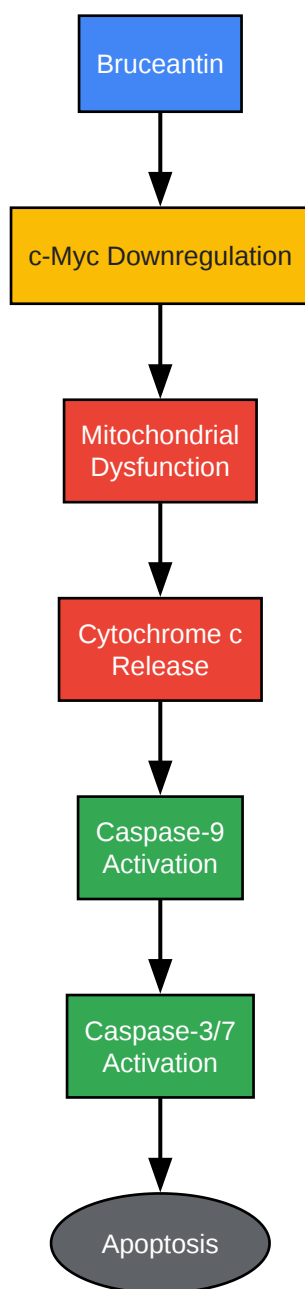 Bruceantin
c-Myc Downregulation
Mitochondrial
Dysfunction
Cytochrome c
Release
Caspase-9
Activation
Caspase-3/7
Activation
Apoptosis